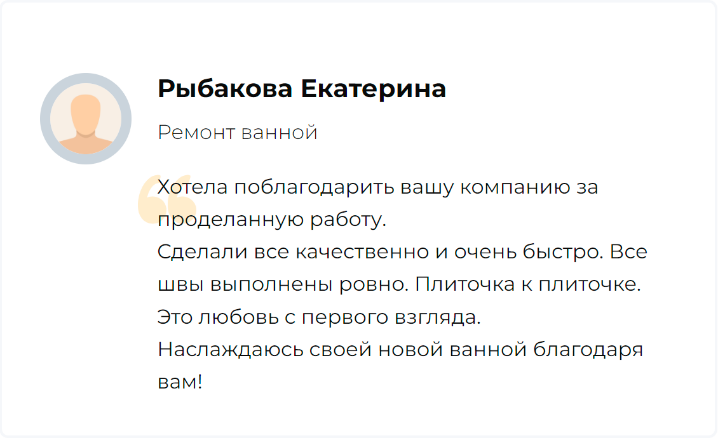 Рыбакова Екатерина
Ремонт ванной
Хотела поблагодарить вашу компанию за
проделанную работу.
Сделали все качественно и очень быстро. Все
швы выполнены ровно. Плиточка к плиточке.
Это любовь с первого взгляда.
Наслаждаюсь своей новой ванной благодаря
вам!